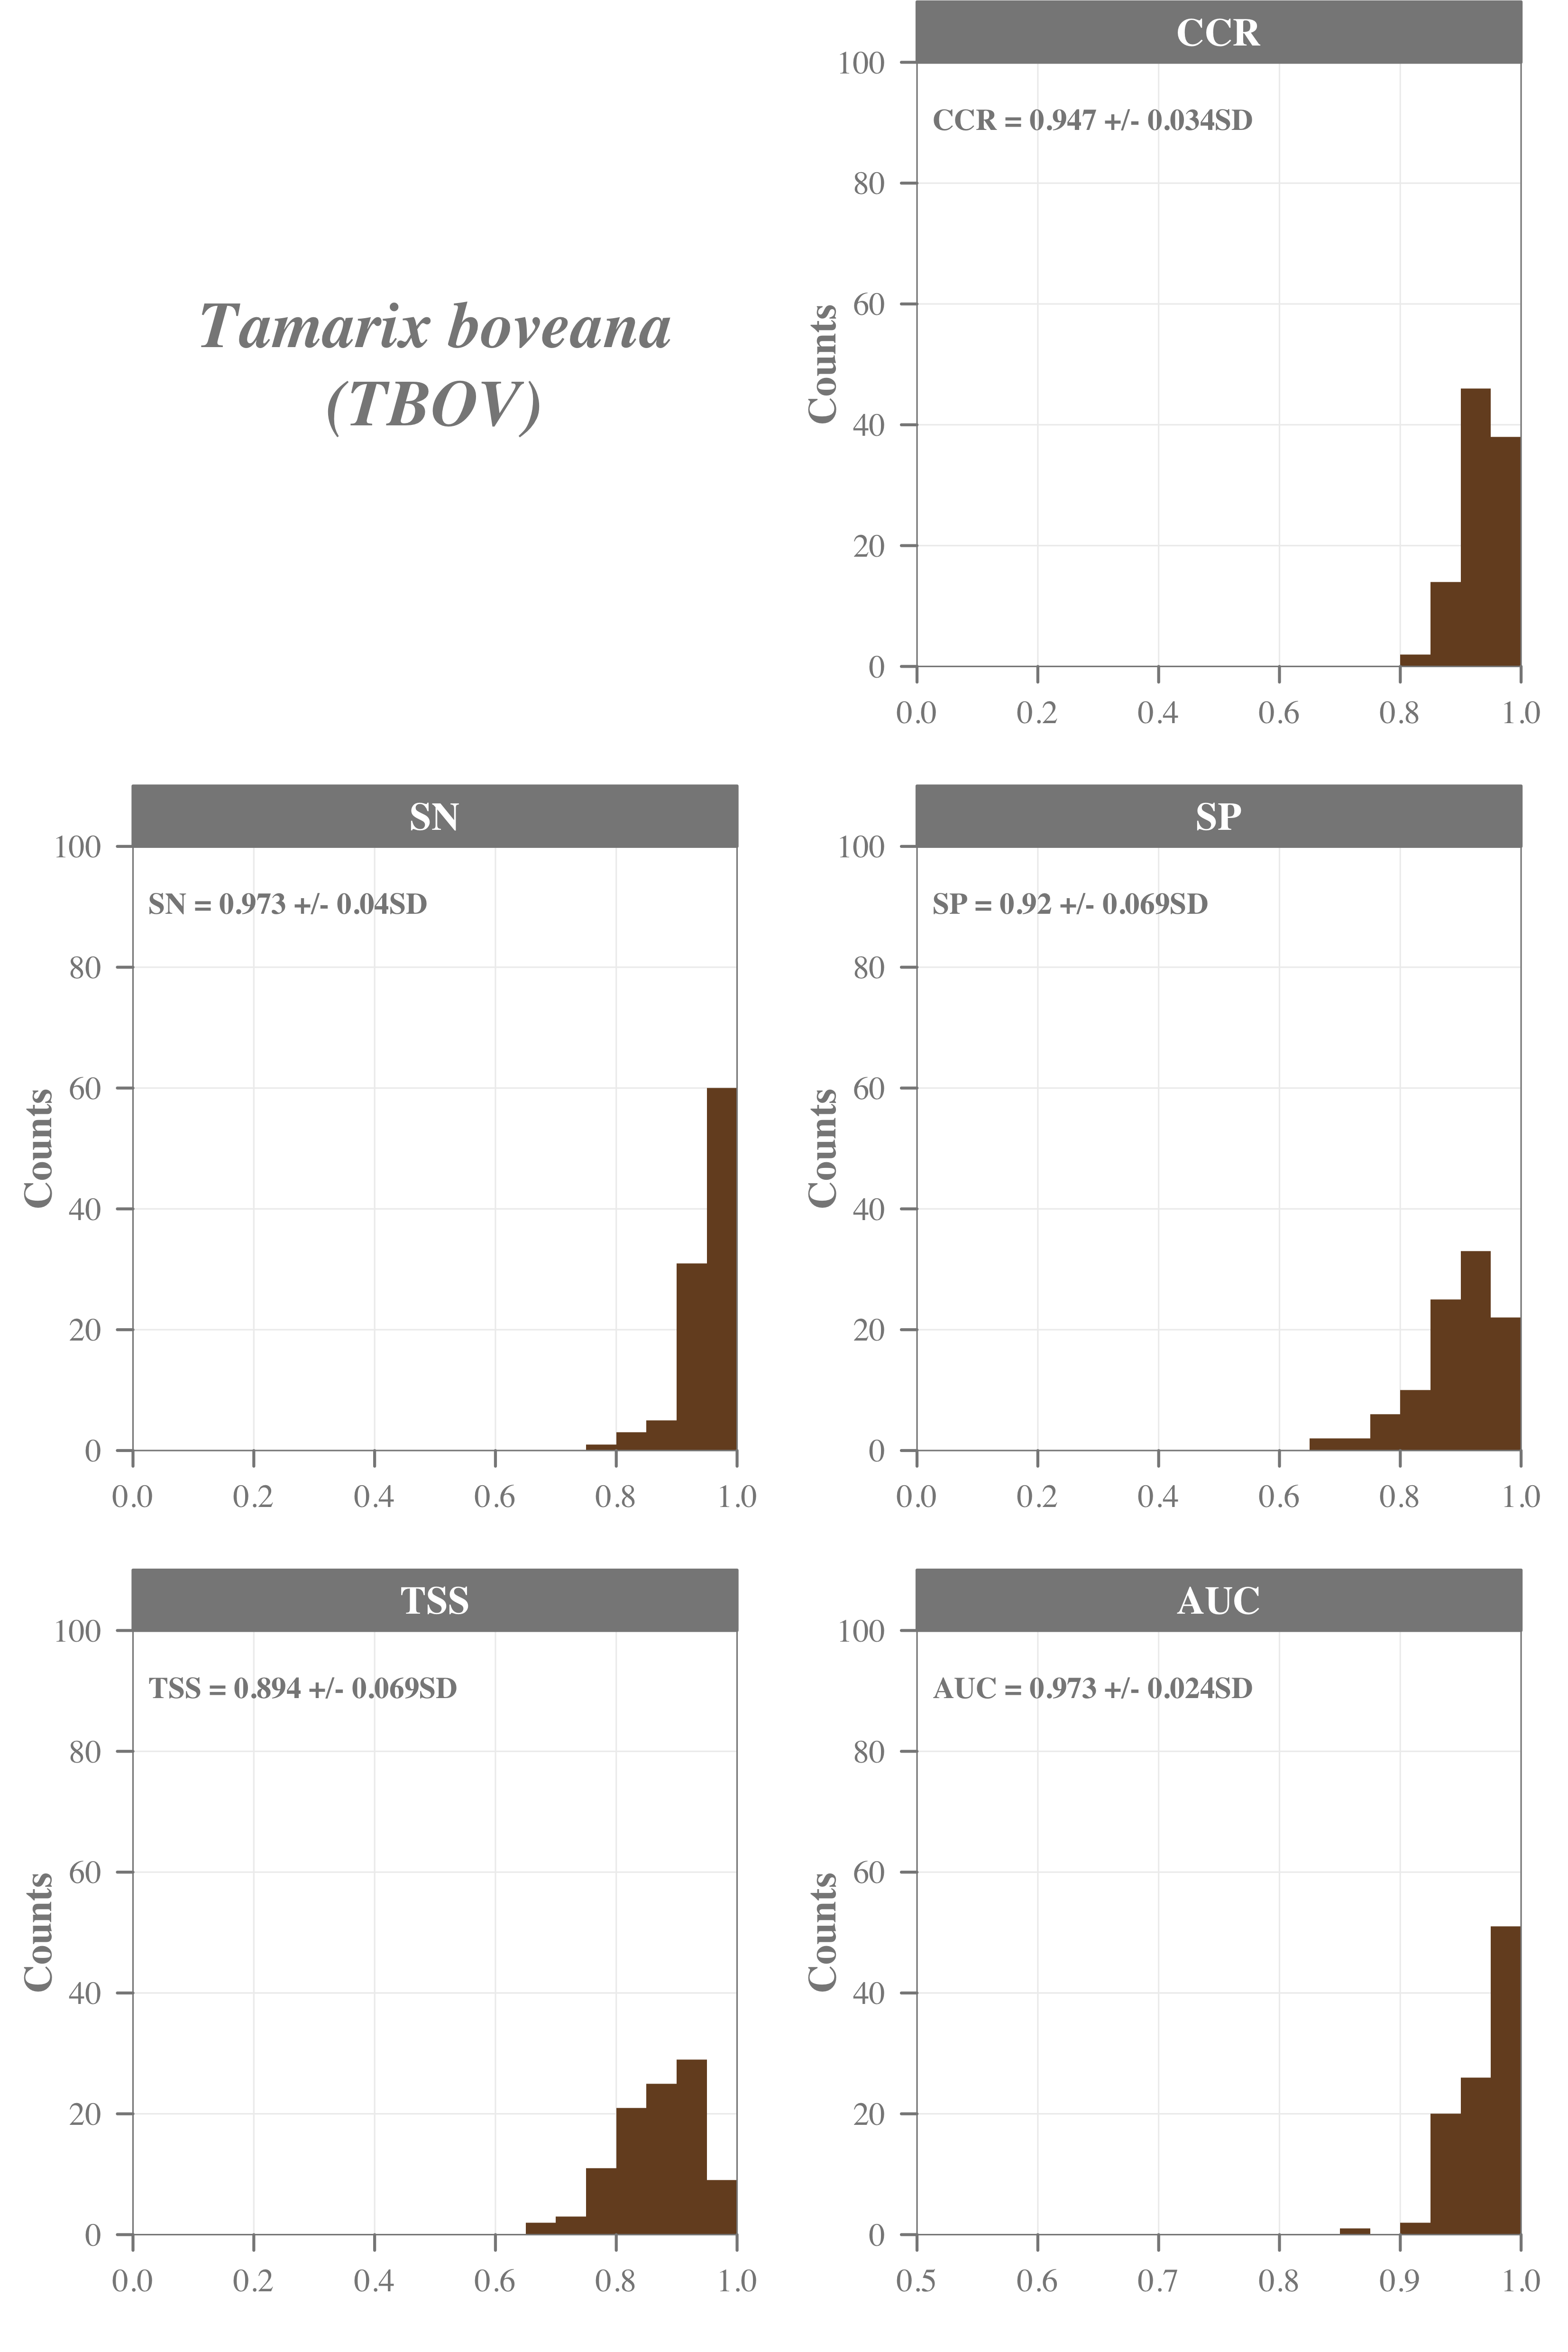 Tamarix boveana
(TBOV)
CCR
CCR = 0.947 +/- 0.034SD
Counts
100
80
60
40
20
0
0.0 0.2 0.4 0.6 0.8 1.0
SN
SN = 0.973 +/- 0.04SD
Counts
100
80
60
40
20
0
0.0 0.2 0.4 0.6 0.8 1.0
SP
SP = 0.92 +/- 0.069SD
Counts
100
80
60
40
20
0
0.0 0.2 0.4 0.6 0.8 1.0
TSS
TSS = 0.894 +/- 0.069SD
Counts
100
80
60
40
20
0
0.0 0.2 0.4 0.6 0.8 1.0
AUC
AUC = 0.973 +/- 0.024SD
Counts
100
80
60
40
20
0
0.5 0.6 0.7 0.8 0.9 1.0